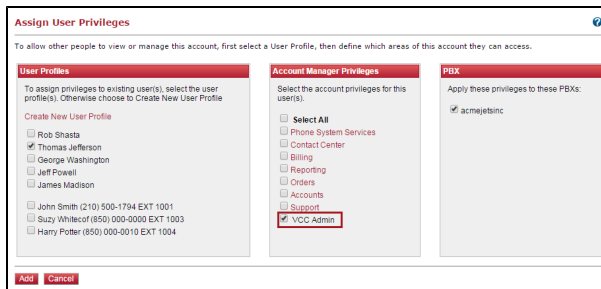 Assign User Privileges
?
To allow other people to view or manage this account, first select a User Profile, then define which areas of this account they can access.
User Profiles
To assign privileges to existing user(s), select the user
profile(s). Otherwise choose to Create New User Profile
Create New User Profile
Rob Shasta
Thomas Jefferson
George Washington
Jeff Powell
James Madison
John Smith (210) 500-1794 EXT 1001
Suzy Whitecof (850) 000-0000 EXT 1003
Harry Potter (850) 000-0010 EXT 1004
Account Manager Privileges
Select the account privileges for this
user(s).
Select All
Phone System Services
Contact Center
Billing
Reporting
Orders
Accounts
Support
VCC Admin
PBX
Apply these privileges to these PBXs:
acmejetsinc
Add
Cancel